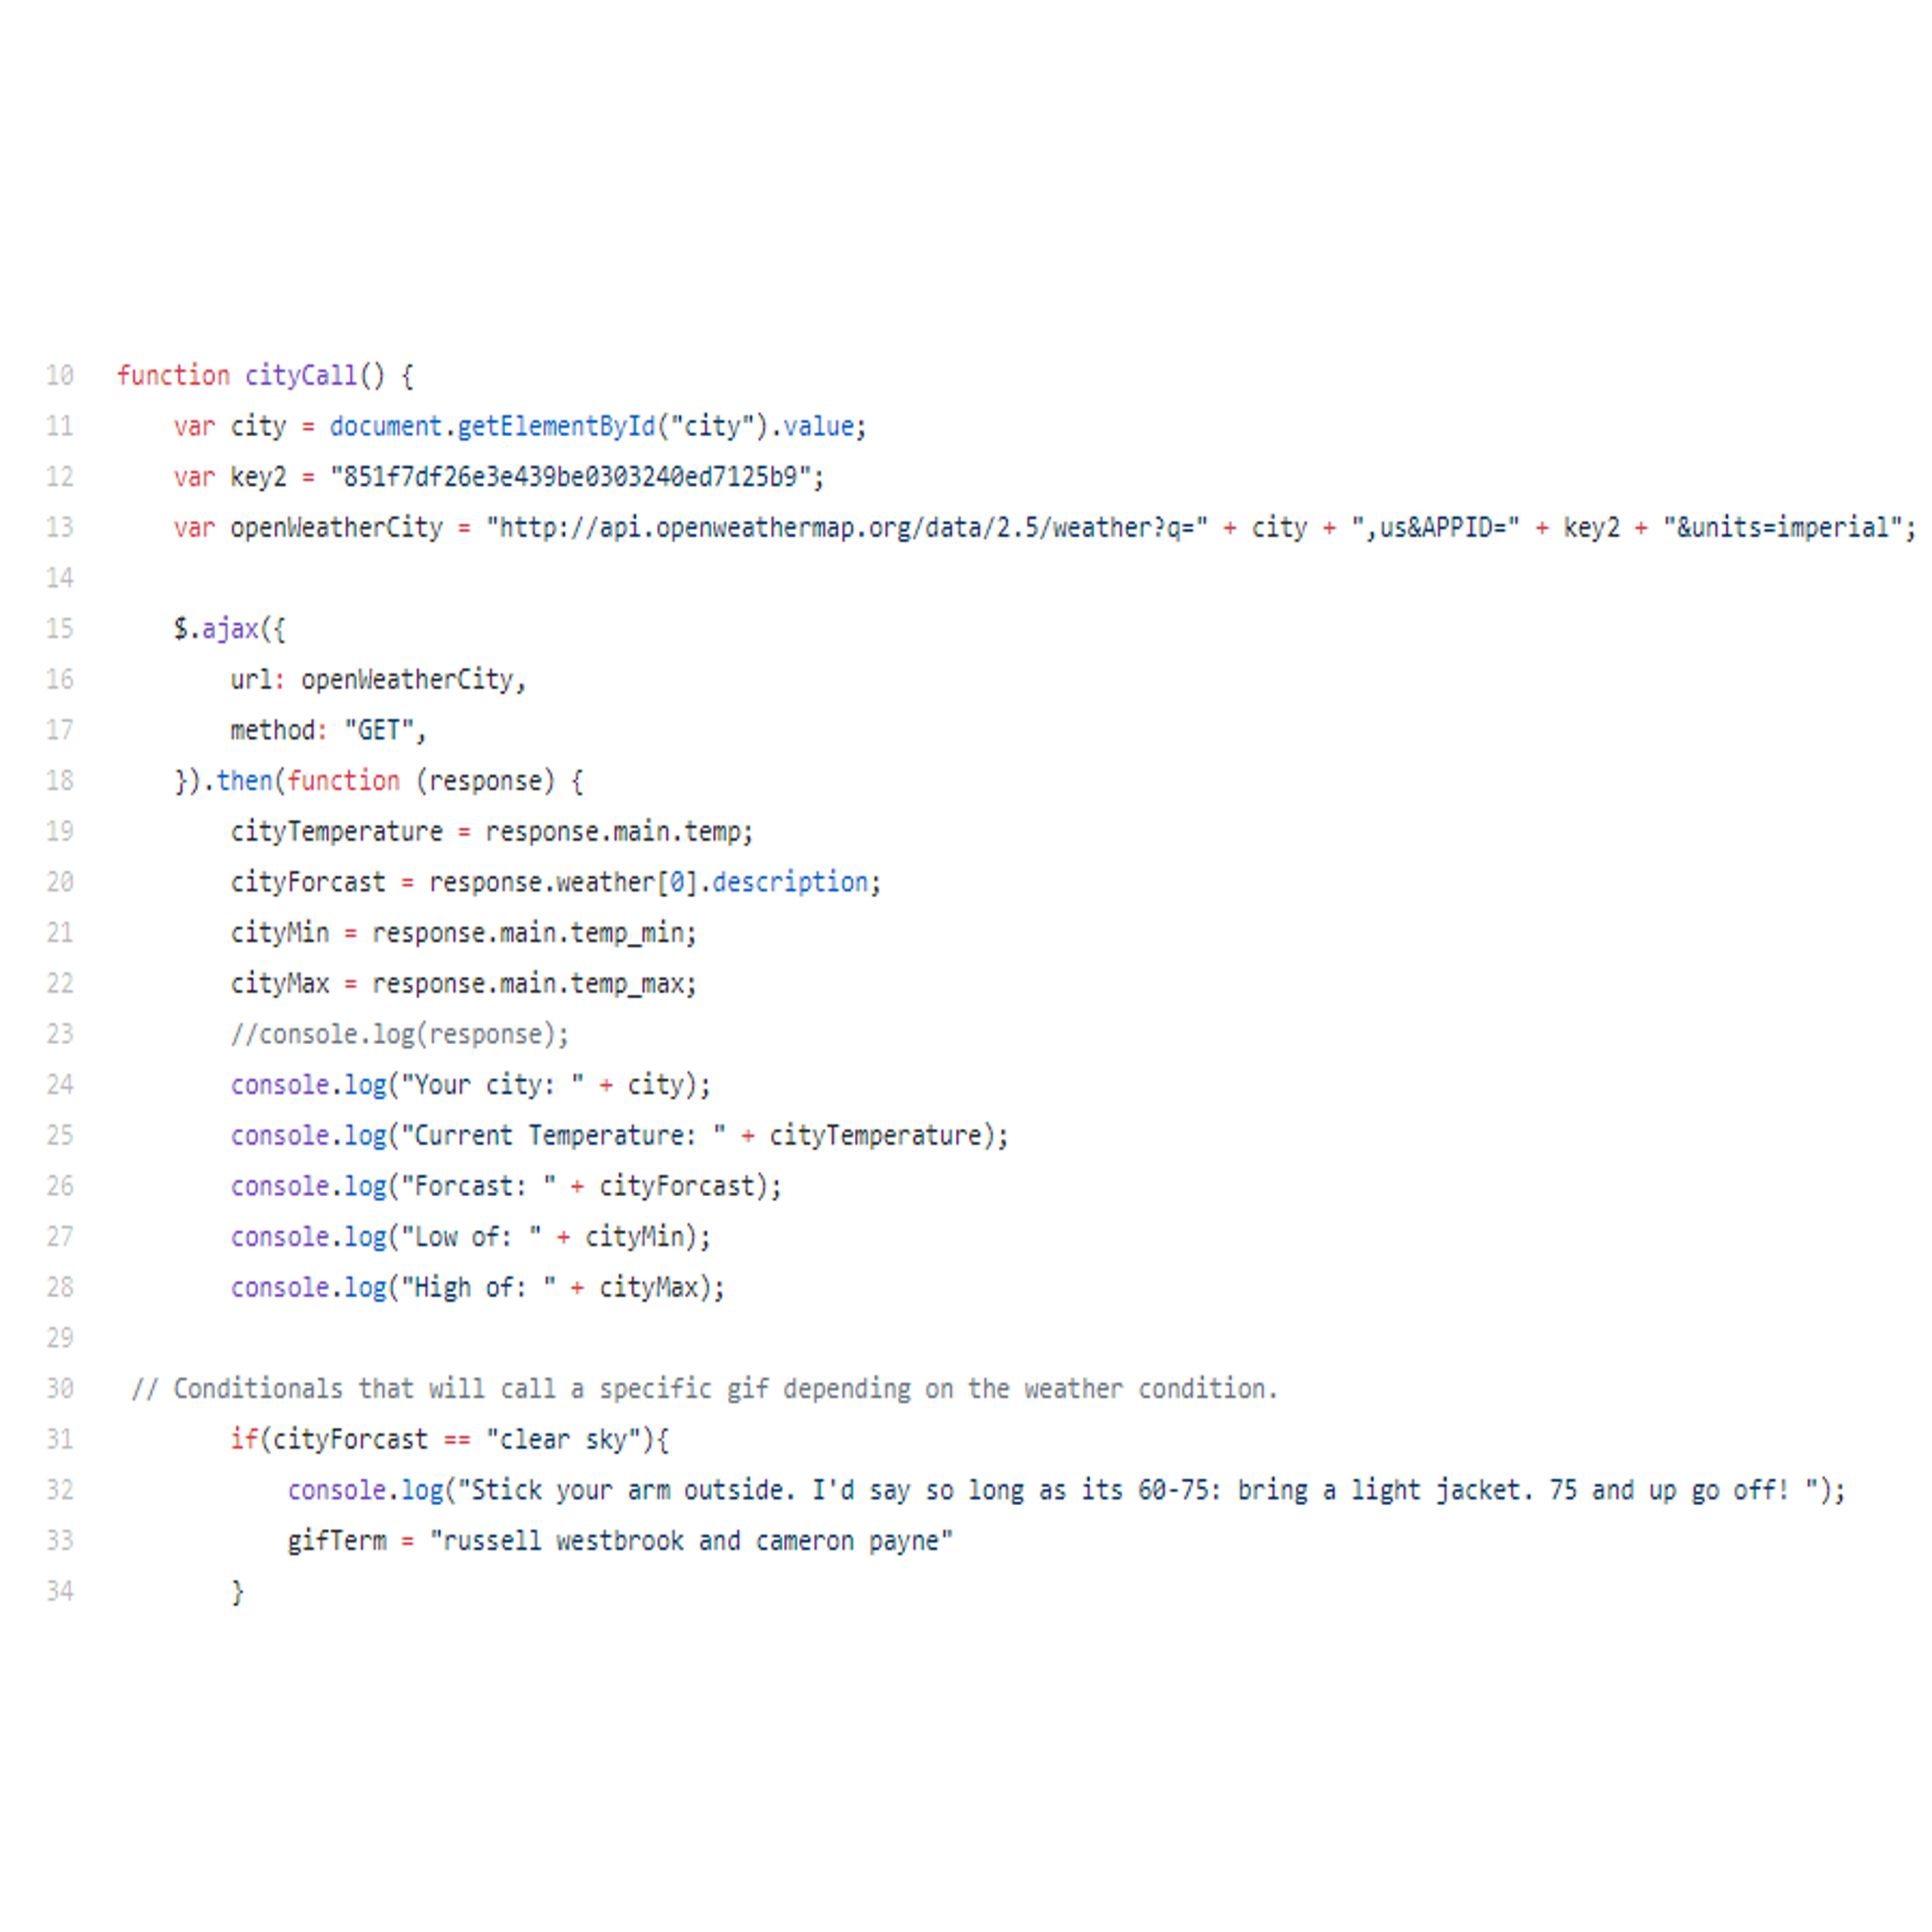 10 function cityCall() {
11 var city = document.getElementById("city").value;
12 var key2 = "851f7df26e3e439be0303240ed7125b9";
13 var openWeatherCity = "http://api.openweathermap.org/data/2.5/weather?q=" + city + ",us&APPID=" + key2 + "&units=imperial";
14
15 $.ajax({
16 url: openWeatherCity,
17 method: "GET",
18 }).then(function (response) {
19 cityTemperature = response.main.temp;
20 cityForcast = response.weather[0].description;
21 cityMin = response.main.temp_min;
22 cityMax = response.main.temp_max;
23 //console.log(response);
24 console.log("Your city: " + city);
25 console.log("Current Temperature: " + cityTemperature);
26 console.log("Forcast: " + cityForcast);
27 console.log("Low of: " + cityMin);
28 console.log("High of: " + cityMax);
29
30 // Conditionals that will call a specific gif depending on the weather condition.
31 if(cityForcast == "clear sky"){
32 console.log("Stick your arm outside. I'd say so long as its 60-75: bring a light jacket. 75 and up go off! ");
33 gifTerm = "russell westbrook and cameron payne"
34 }